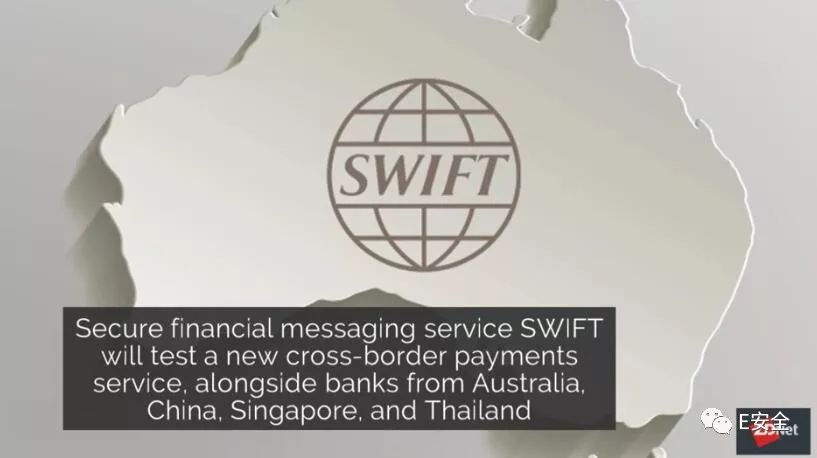 SWIFT
Secure financial messaging service SWIFT
will test a new cross-border payments
service, alongside banks from Australia,
China, Singapore, and Thailand
E安全
ZDNet